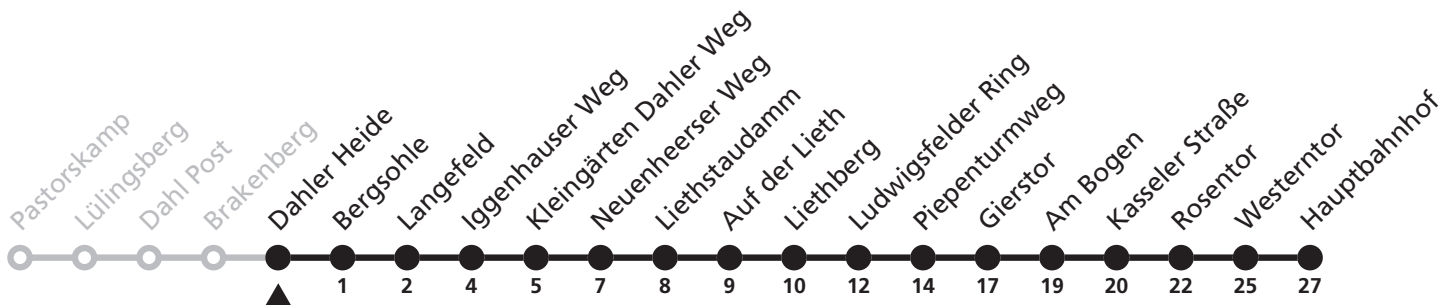 Pastorskamp
Lülingsberg
Dahl Post
Brakenberg
Dahler Heide
Bergsohle
Langefeld
Iggenhauser Weg
Kleingärten Dahler Weg
Neuenheerser Weg
Liethstaudamm
Auf der Lieth
Liethberg
Ludwigsfelder Ring
Piepenturmweg
Gierstor
Am Bogen
Kasseler Straße
Rosentor
Westerntor
Hauptbahnhof
1 2 4 5 7 8 9 10 12 14 17 19 20 22 25 27